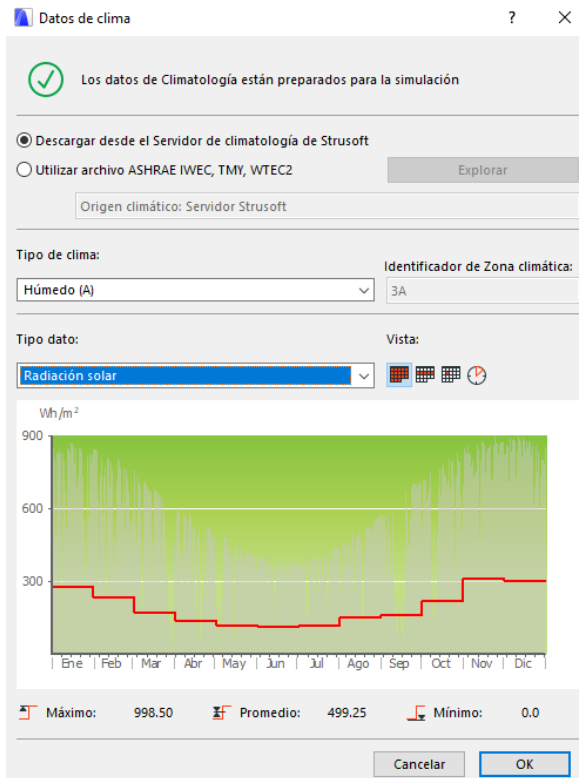 Datos de clima
Los datos de Climatología están preparados para la simulación
Descargar desde el Servidor de climatología de Strusoft
Utilizar archivo ASHRAE IWEC, TMY, WTEC2
Explorar
Origen climático: Servidor Strusoft
Tipo de clima:
Identificador de Zona climática:
Húmedo (A)
3A
Tipo dato:
Vista:
Radiación solar
Wh/m²
900
600
300
Ene Feb Mar Abr May Jun Jul Ago Sep Oct Nov Dic
Máximo: 998.50 Promedio: 499.25 Mínimo: 0.0
Cancelar OK